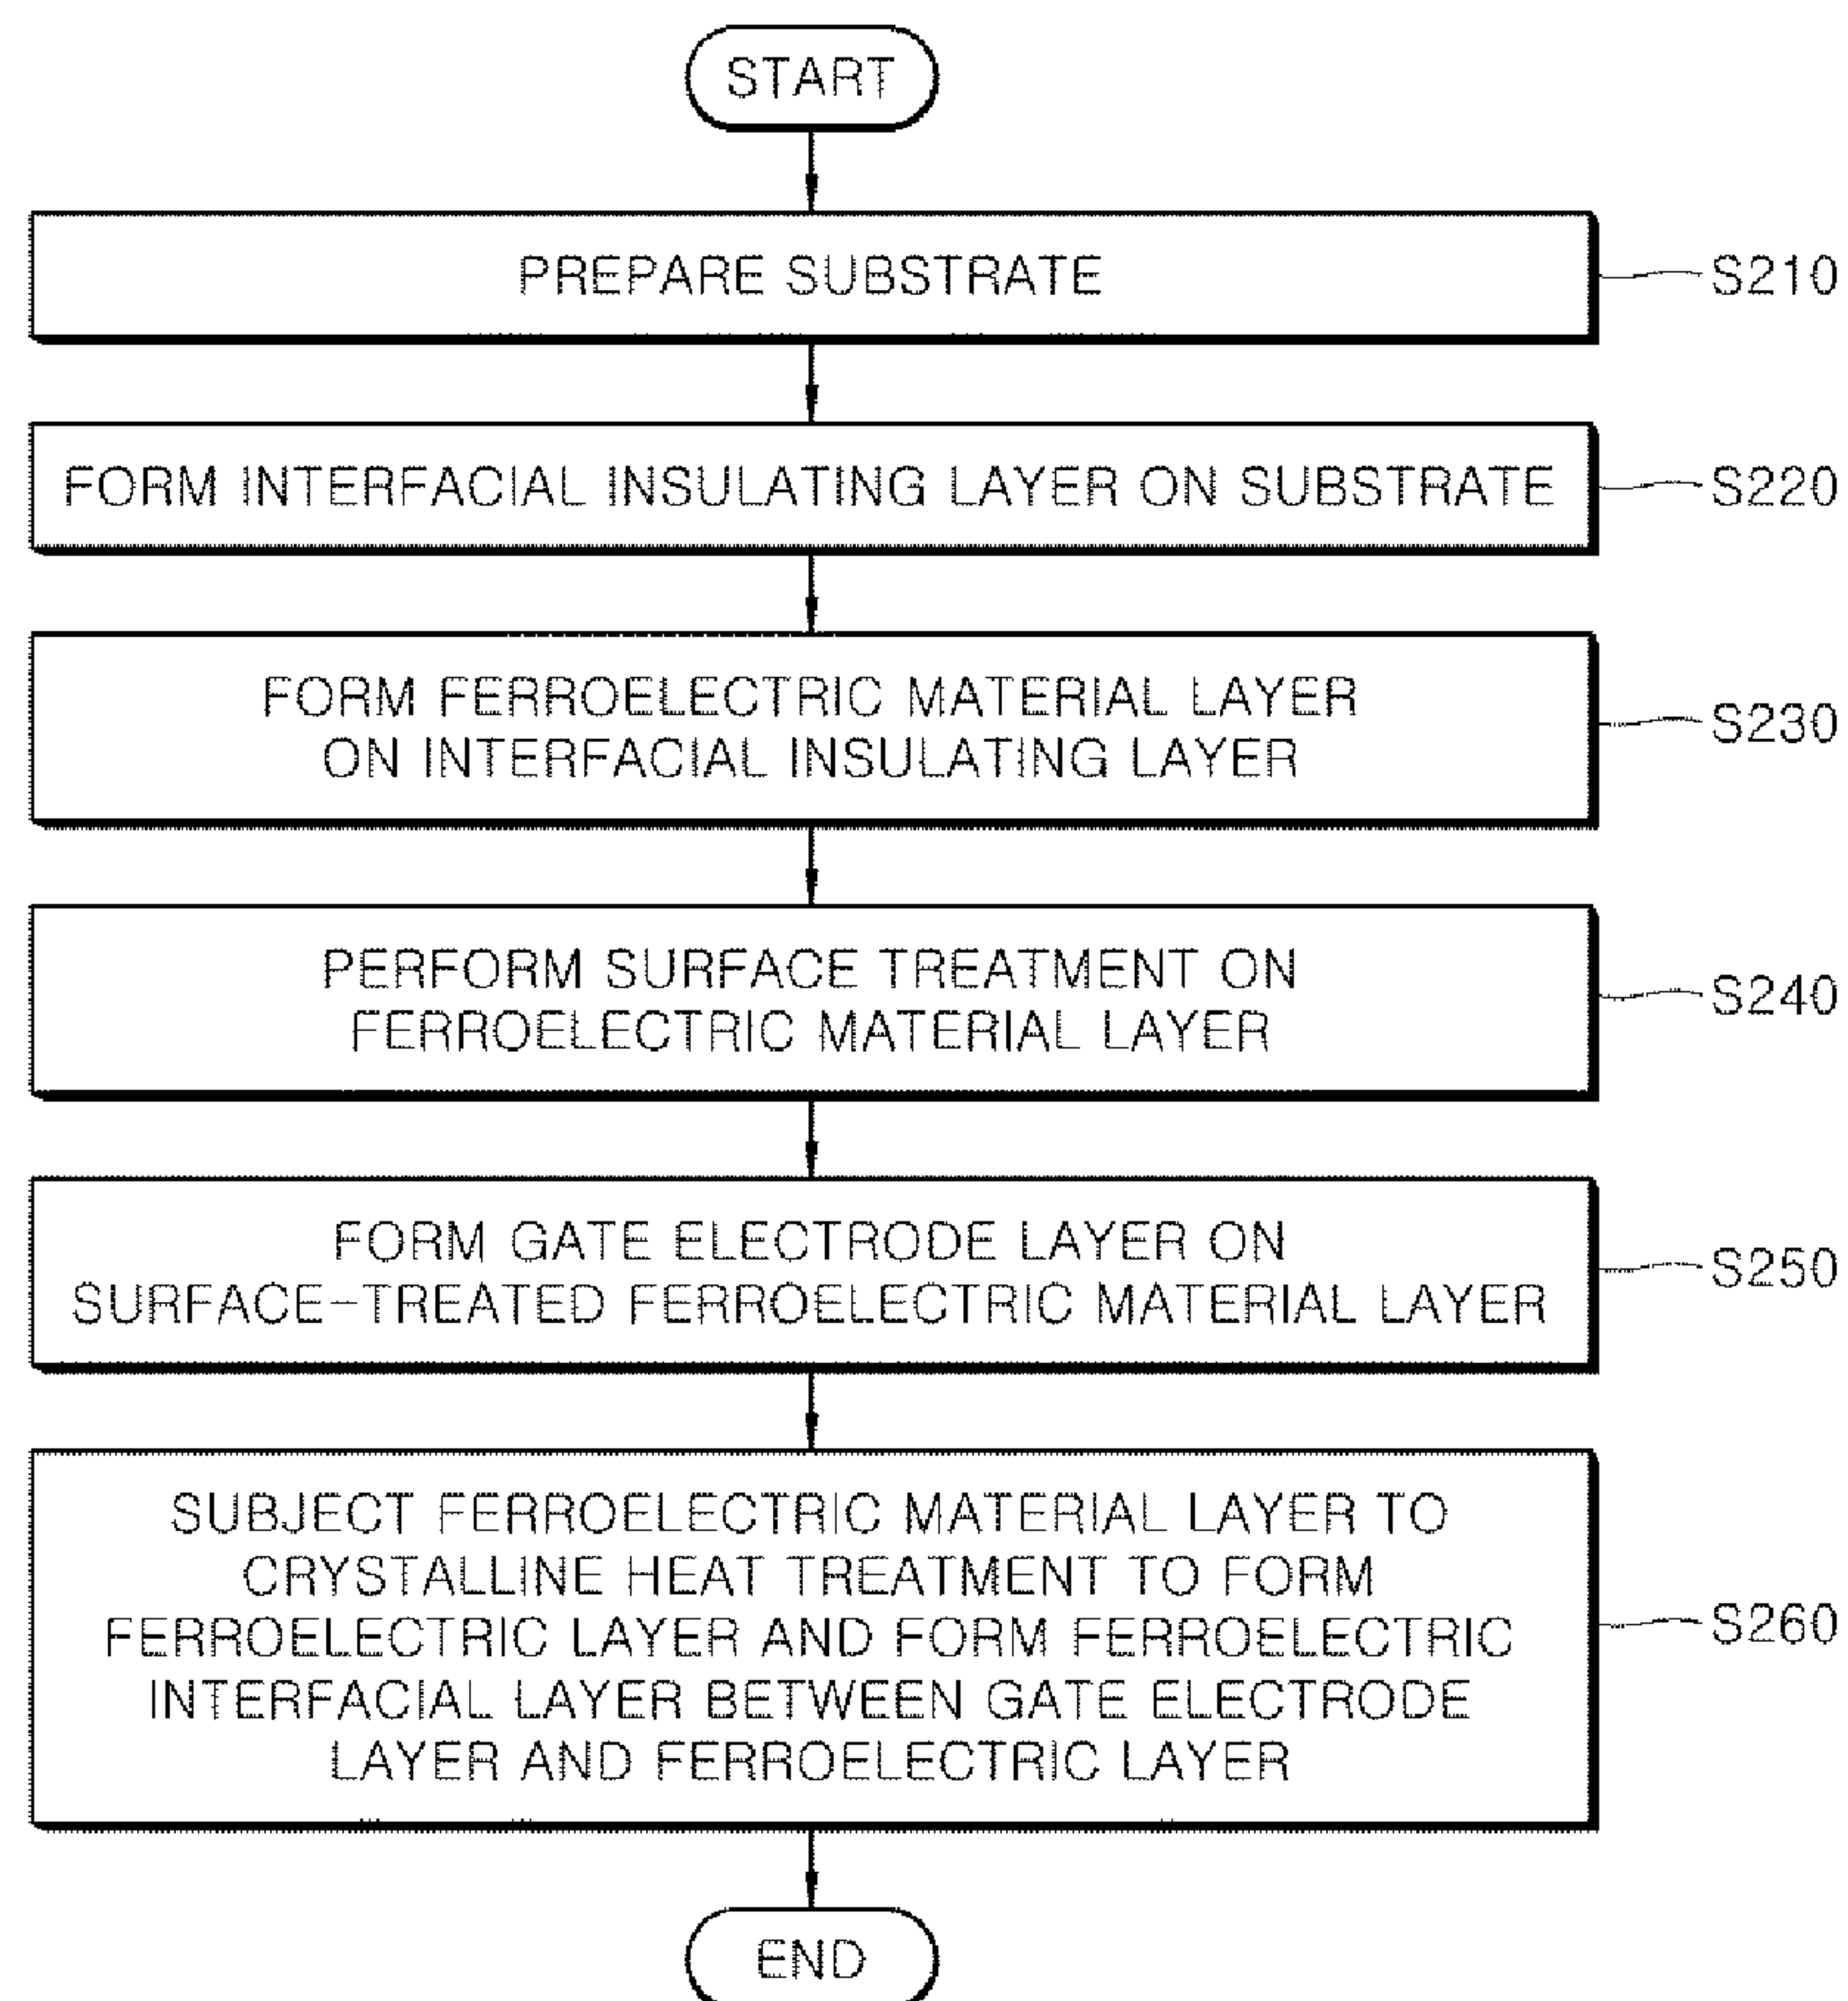 START
PREPARE SUBSTRATE
S210
FORM INTERFACIAL INSULATING LAYER ON SUBSTRATE
S220
FORM FERROELECTRIC MATERIAL LAYER
ON INTERFACIAL INSULATING LAYER
S230
PERFORM SURFACE TREATMENT ON
FERROELECTRIC MATERIAL LAYER
S240
FORM GATE ELECTRODE LAYER ON
SURFACE-TREATED FERROELECTRIC MATERIAL LAYER
S250
SUBJECT FERROELECTRIC MATERIAL LAYER TO
CRYSTALLINE HEAT TREATMENT TO FORM
FERROELECTRIC LAYER AND FORM FERROELECTRIC
INTERFACIAL LAYER BETWEEN GATE ELECTRODE
LAYER AND FERROELECTRIC LAYER
S260
END